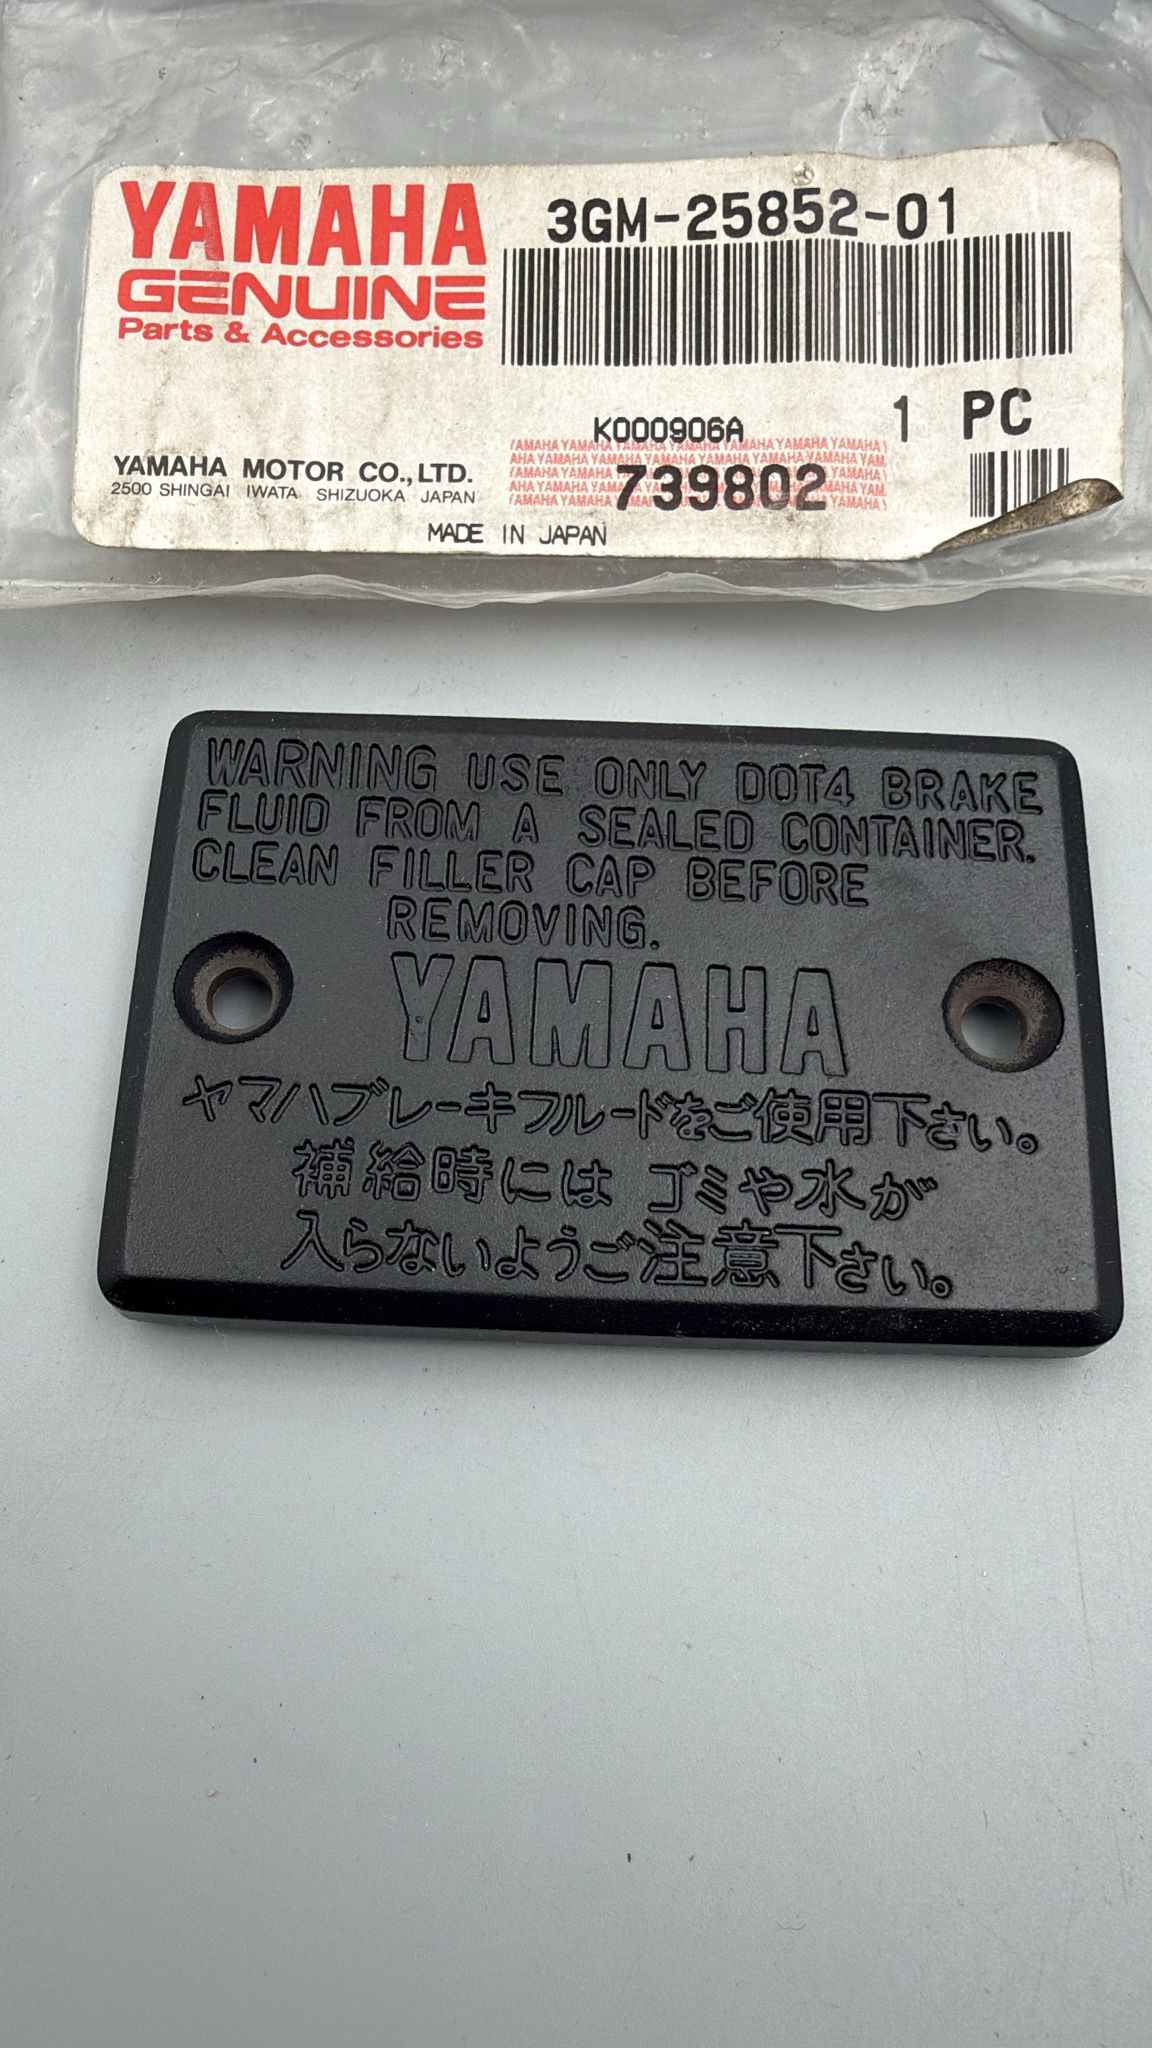 YAMAHA
GENUINE
Parts & Accessories
3GM-25852-01
K000906A
1 PC
739802
YAMAHA MOTOR CO., LTD.
2500 SHINGAI IWATA SHIZUOKA JAPAN
MADE IN JAPAN
WARNING USE ONLY DOT4 BRAKE
FLUID FROM A SEALED CONTAINER.
CLEAN FILLER CAP BEFORE
REMOVING.
YAMAHA
ヤマハブレーキフルードをご使用下さい。
補給時には ゴミや水が
入らないようご注意下さい。